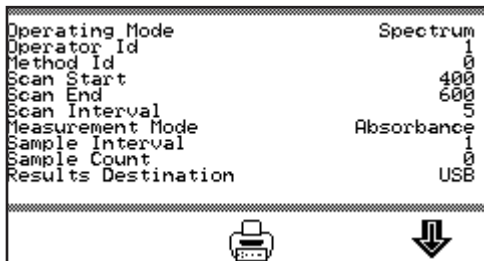 Operating Mode Spectrum
Operator Id 1
Method Id 0
Scan Start 400
Scan End 600
Scan Interval 5
Measurement Mode Absorbance
Sample Interval 1
Sample Count 0
Results Destination USB